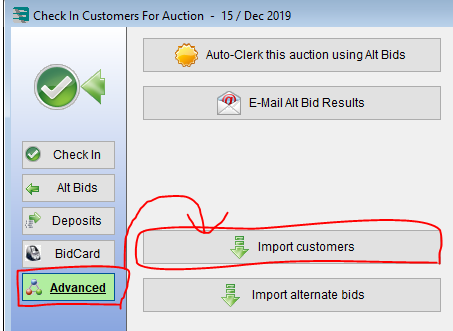 Check In Customers For Auction - 15 / Dec 2019
Auto-Clerk this auction using Alt Bids
E-Mail Alt Bid Results
Check In
Alt Bids
Deposits
BidCard
Import customers
Advanced
Import alternate bids